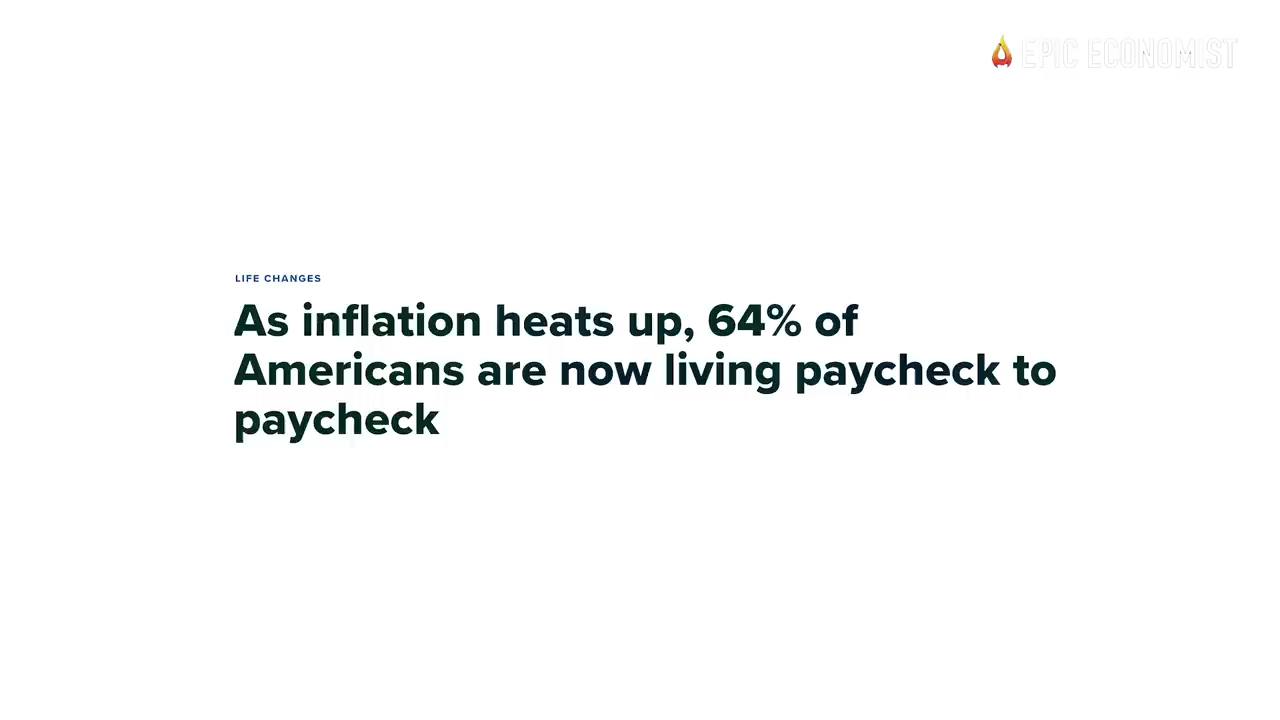 EPIC ECONOMIST
LIFE CHANGES
As inflation heats up, 64% of
Americans are now living paycheck to
paycheck